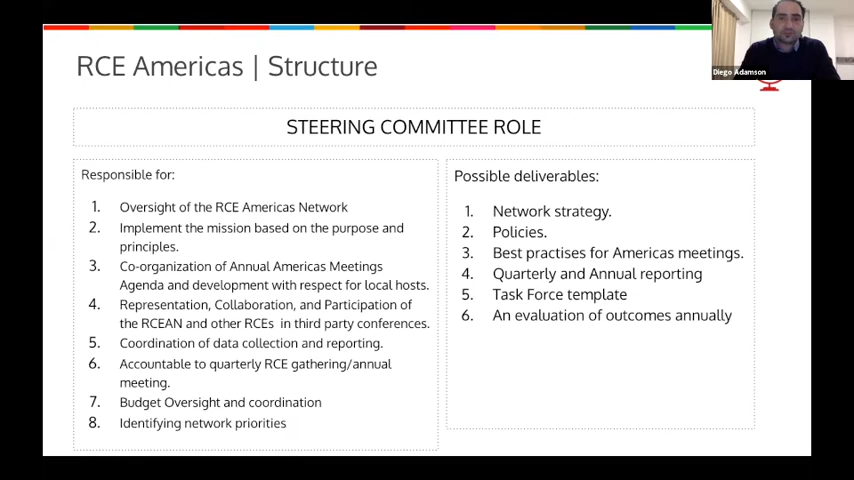 Diego Adamson
RCE Americas | Structure
STEERING COMMITTEE ROLE
Responsible for:
1. Oversight of the RCE Americas Network
2. Implement the mission based on the purpose and
principles.
3. Co-organization of Annual Americas Meetings
Agenda and development with respect for local hosts.
4. Representation, Collaboration, and Participation of
the RCEAN and other RCEs in third party conferences.
5. Coordination of data collection and reporting.
6. Accountable to quarterly RCE gathering/annual
meeting.
7. Budget Oversight and coordination
8. Identifying network priorities
Possible deliverables:
1. Network strategy.
2. Policies.
3. Best practises for Americas meetings.
4. Quarterly and Annual reporting
5. Task Force template
6. An evaluation of outcomes annually